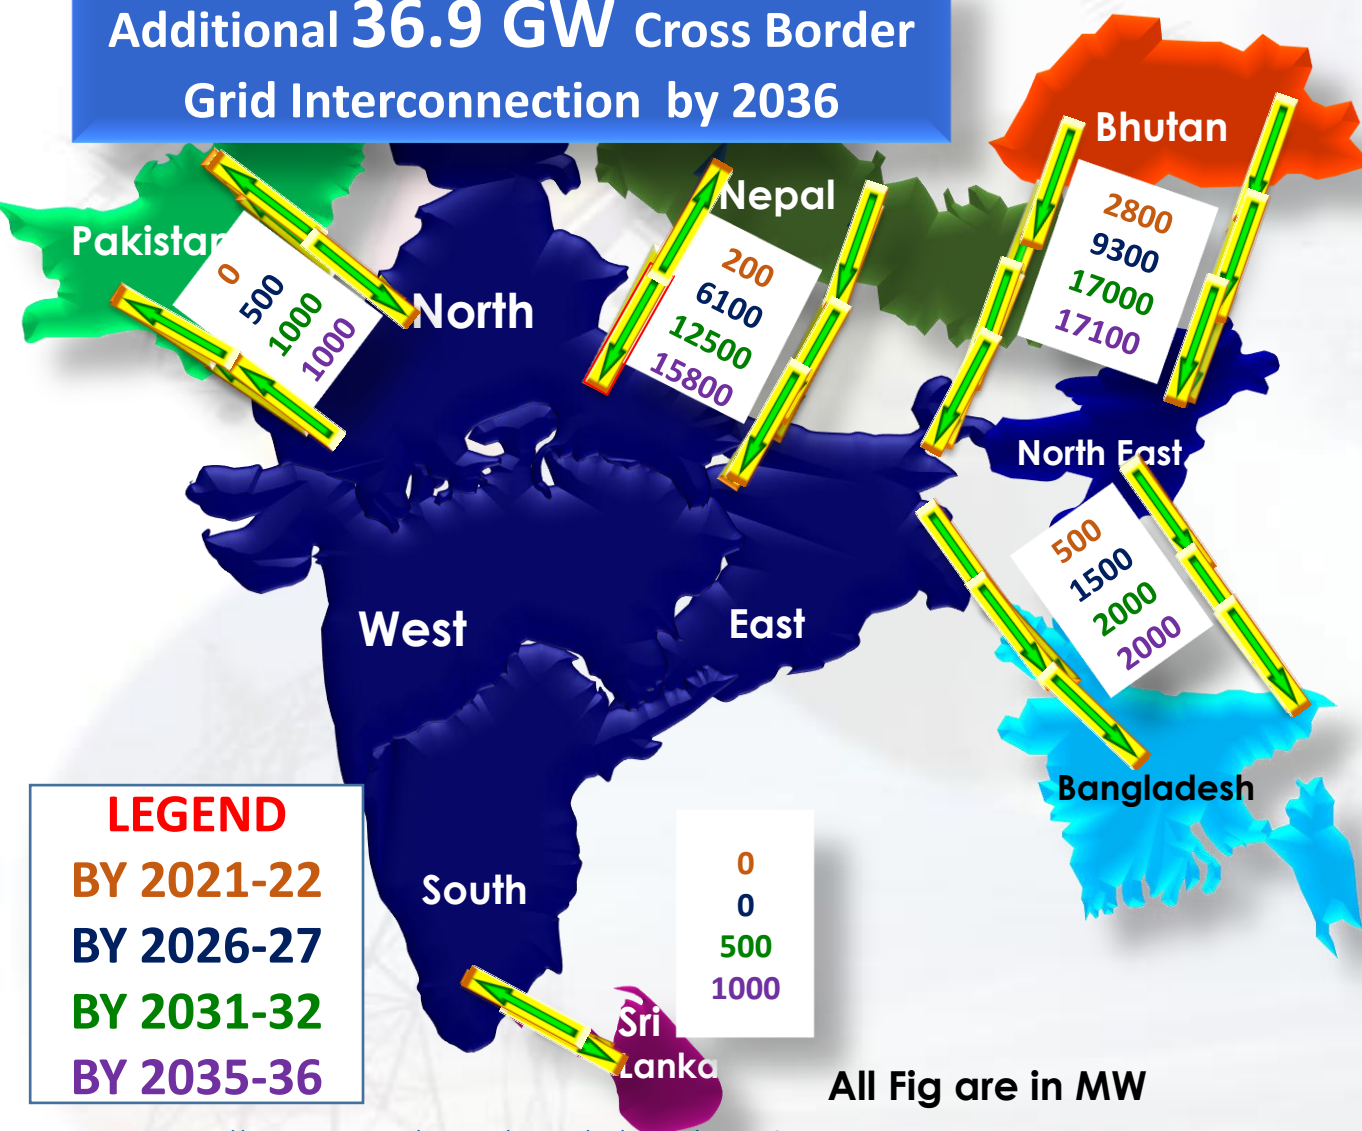 Additional 36.9 GW Cross Border
Grid Interconnection by 2036
Bhutan
2800
9300
17000
17100
Nepal
200
6100
12500
15800
Pakistan
0
500
1000
1000
North
North East
500
1500
2000
2000
West
East
Bangladesh
South
0
0
500
1000
Sri
Lanka
LEGEND
BY 2021-22
BY 2026-27
BY 2031-32
BY 2035-36
All Fig are in MW